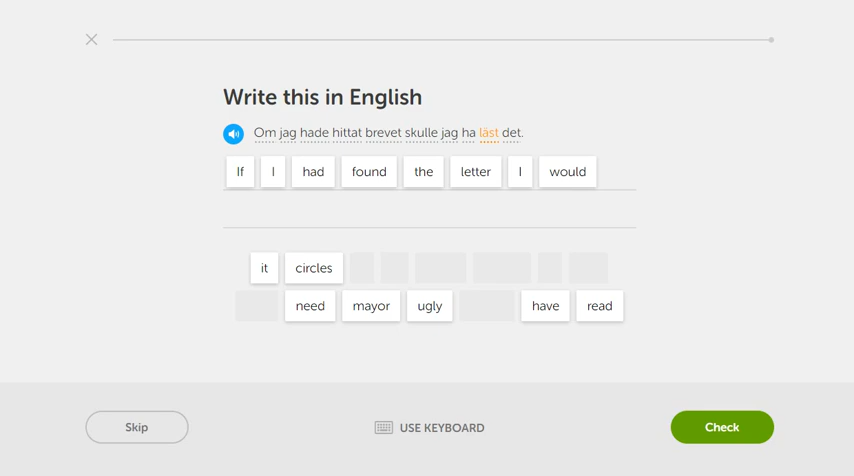 Write this in English
Om jag hade hittat brevet skulle jag ha läst det.
If I had found the letter I would
it circles
need mayor ugly have read
Skip USE KEYBOARD Check